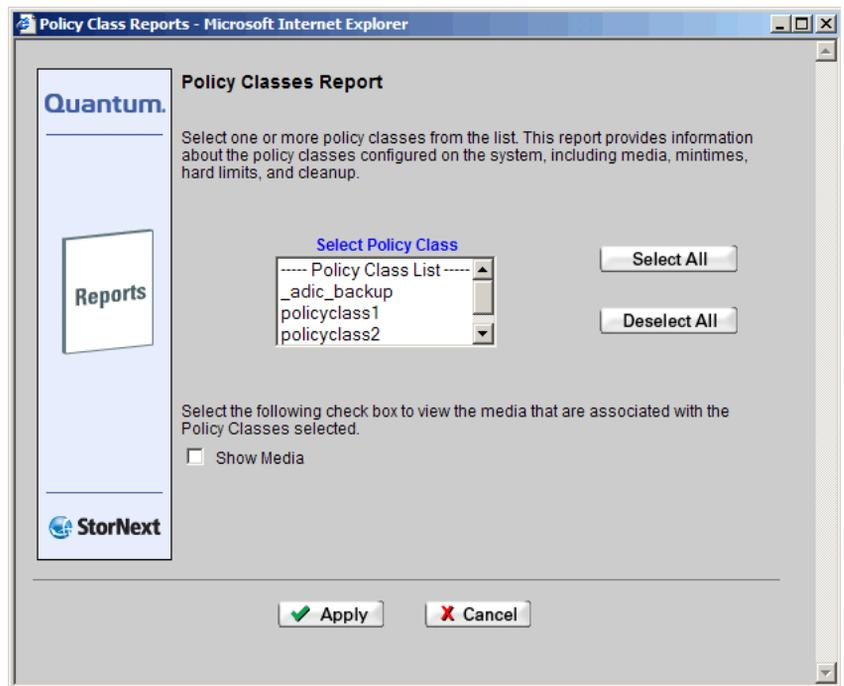 Policy Class Reports - Microsoft Internet Explorer
Quantum.
Policy Classes Report
Select one or more policy classes from the list. This report provides information
about the policy classes configured on the system, including media, mintimes,
hard limits, and cleanup.
Reports
Select Policy Class
----- Policy Class List -----
_adic_backup
policyclass1
policyclass2
Select All
Deselect All
Select the following check box to view the media that are associated with the
Policy Classes selected.
Show Media
StorNext
Apply
Cancel